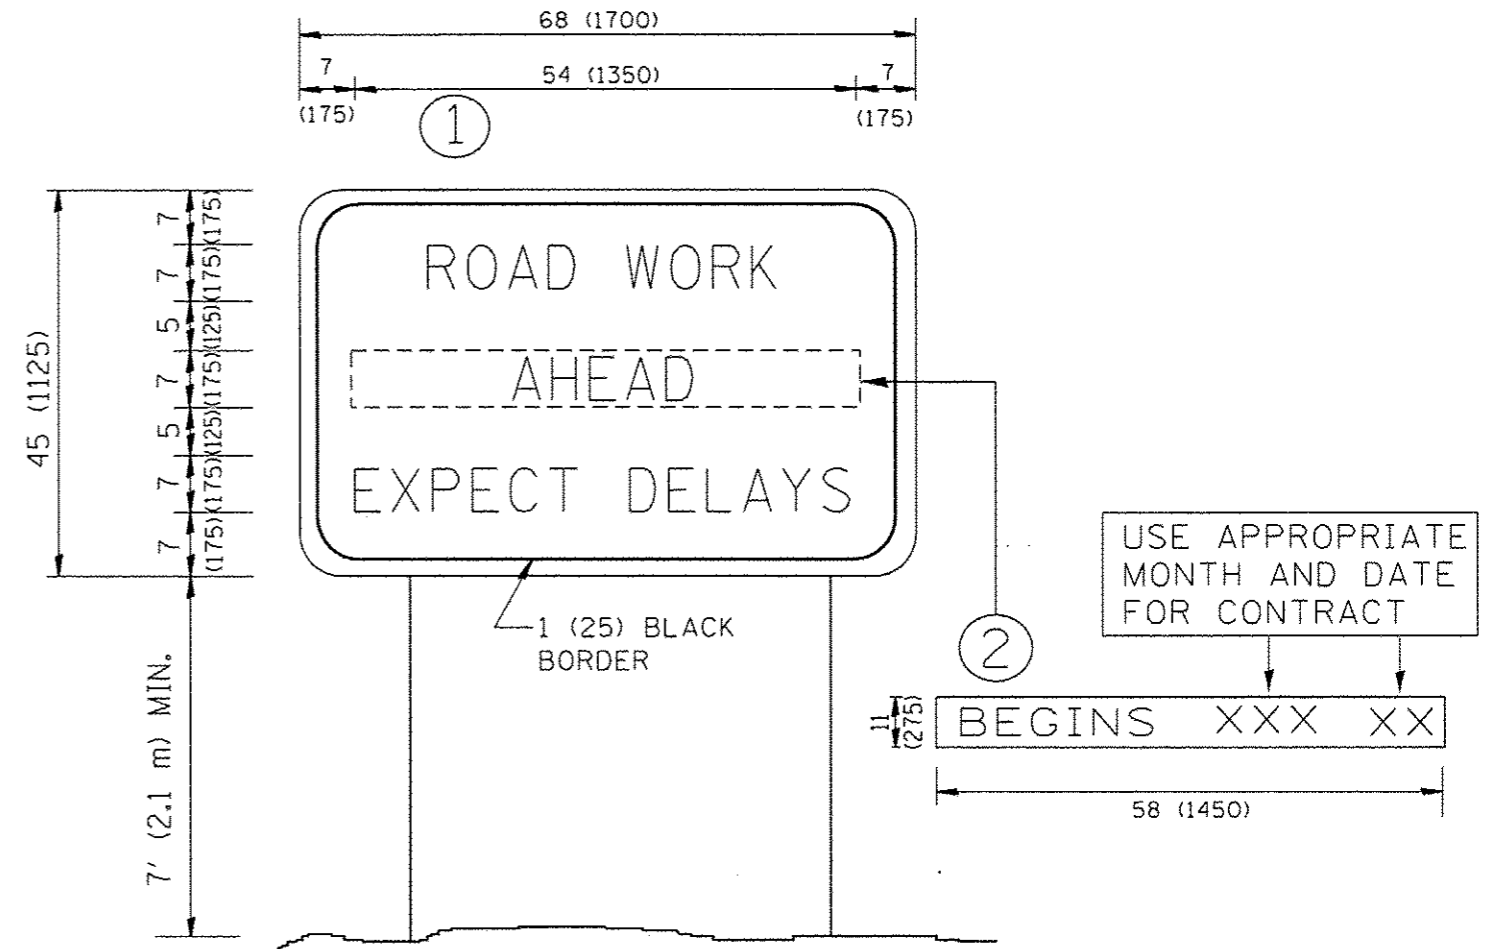 68 (1700)
7 54 (1350) 7
(175) (175)
1
ROAD WORK
AHEAD
EXPECT DELAYS
45 (1125)
7 (175)
7 (175)
5 (125)
7 (175)
5 (125)
7 (175)
7 (175)
7' (2.1 m) MIN.
1 (25) BLACK
BORDER
2
USE APPROPRIATE
MONTH AND DATE
FOR CONTRACT
11
(275)
BEGINS XXX XX
58 (1450)